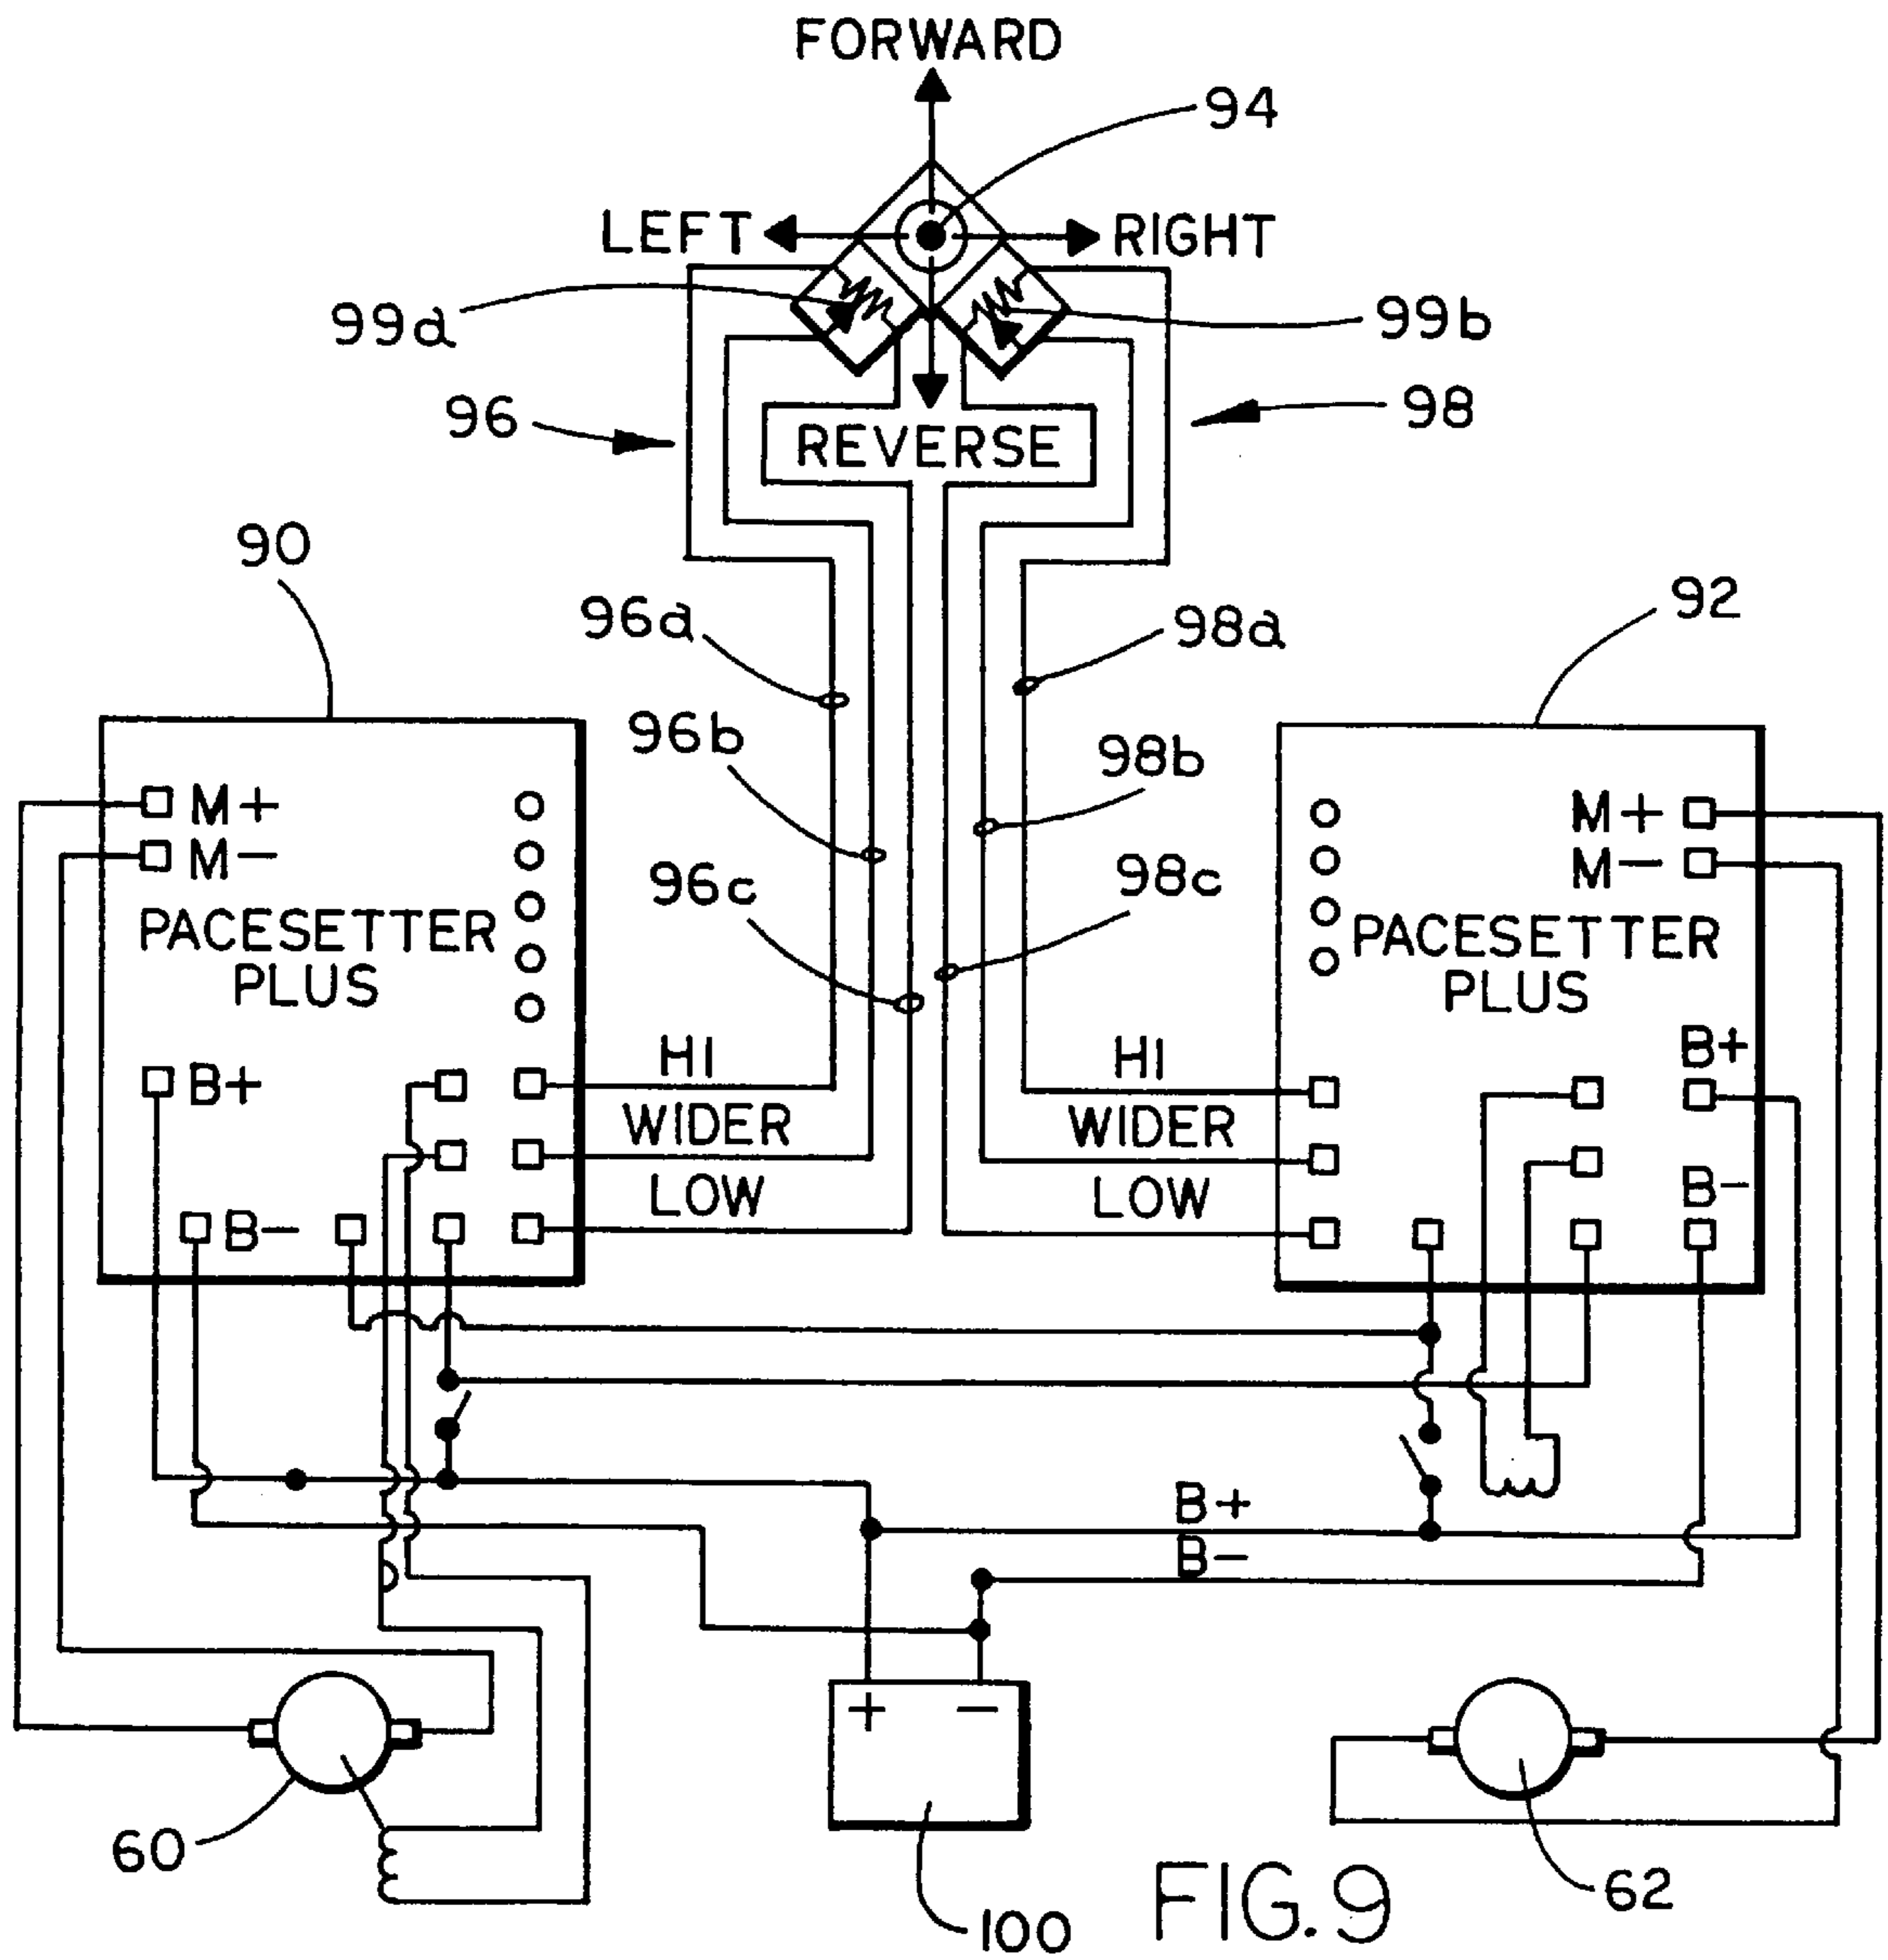 FORWARD
94
LEFT
RIGHT
99a
99b
96
98
REVERSE
90
92
96a
98a
96b
98b
96c
98c
M+
M-
PACESETTER
PLUS
B+
B-
HI
WIDER
LOW
HI
WIDER
LOW
M+
M-
PACESETTER
PLUS
B+
B-
B+
B-
+ -
60
62
100
FIG. 9